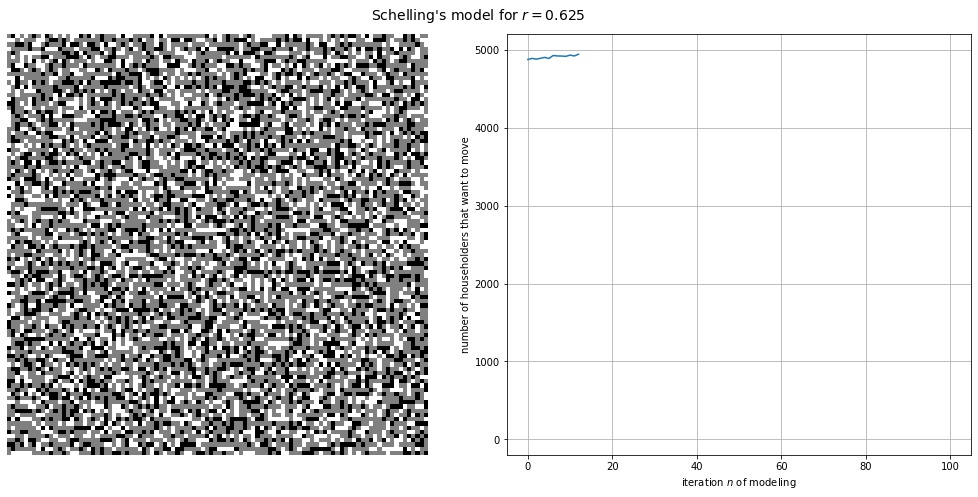 Schelling's model for r = 0.625
number of householders that want to move
5000
4000
3000
2000
1000
0
0 20 40 60 80 100
iteration n of modeling